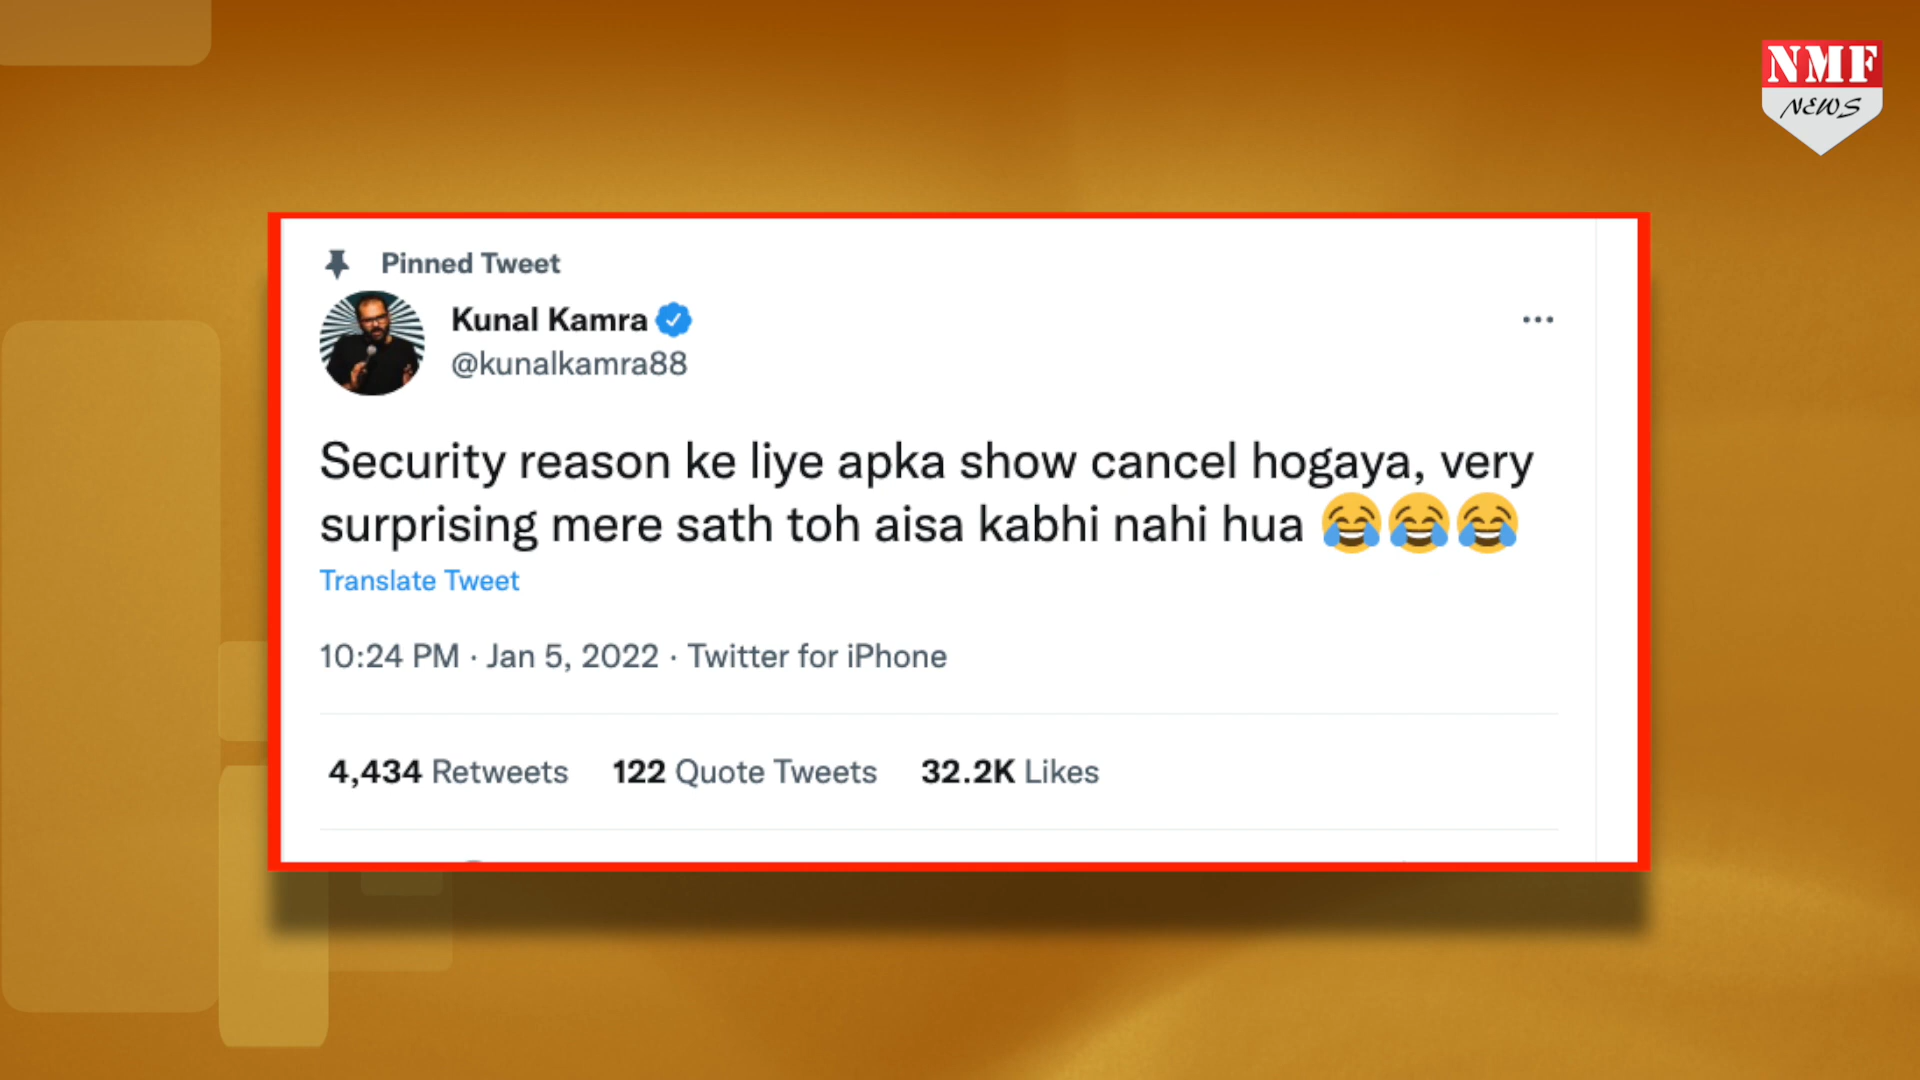 NMF
NEWS
Pinned Tweet
Kunal Kamra
@kunalkamra88
Security reason ke liye apka show cancel hogaya, very
surprising mere sath toh aisa kabhi nahi hua 😂😂😂
Translate Tweet
10:24 PM · Jan 5, 2022 · Twitter for iPhone
4,434 Retweets 122 Quote Tweets 32.2K Likes